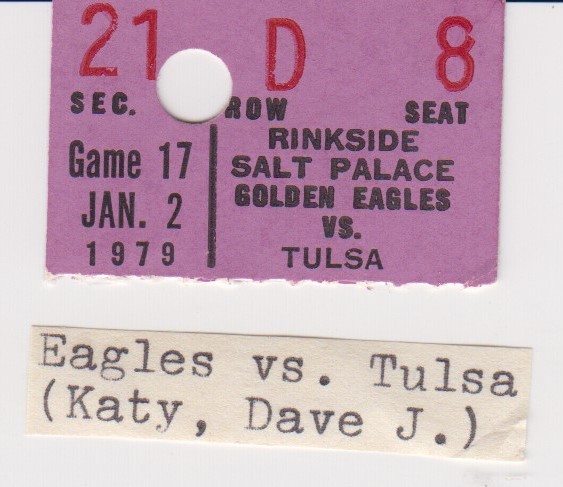 21 D 8
SEC. ROW SEAT
Game 17
JAN. 2
1979
RINKSIDE
SALT PALACE
GOLDEN EAGLES
VS.
TULSA
Eagles vs. Tulsa
(Katy, Dave J.)